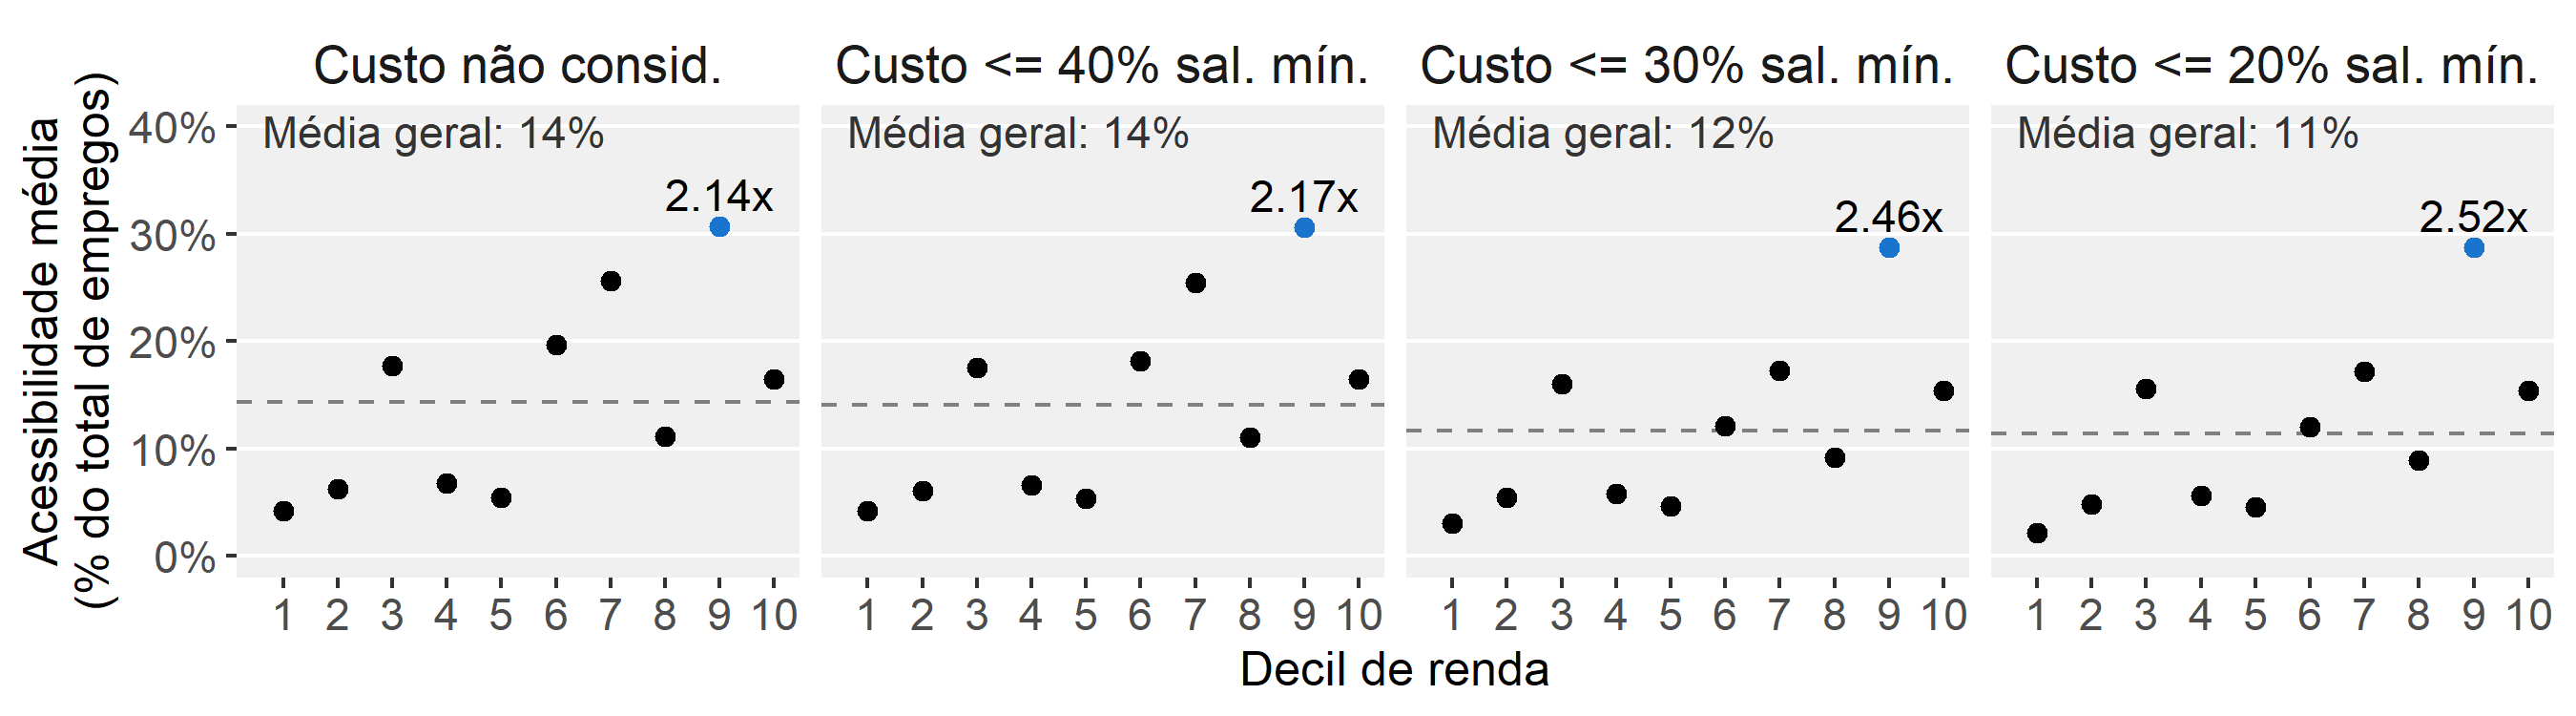 Custo não consid.
Custo <= 40% sal. mín.
Custo <= 30% sal. mín.
Custo <= 20% sal. mín.
Acessibilidade média
(% do total de empregos)
40%
30%
20%
10%
0%
Média geral: 14%
2.14x
Média geral: 14%
2.17x
Média geral: 12%
2.46x
Média geral: 11%
2.52x
1 2 3 4 5 6 7 8 9 10
1 2 3 4 5 6 7 8 9 10
1 2 3 4 5 6 7 8 9 10
1 2 3 4 5 6 7 8 9 10
Decil de renda